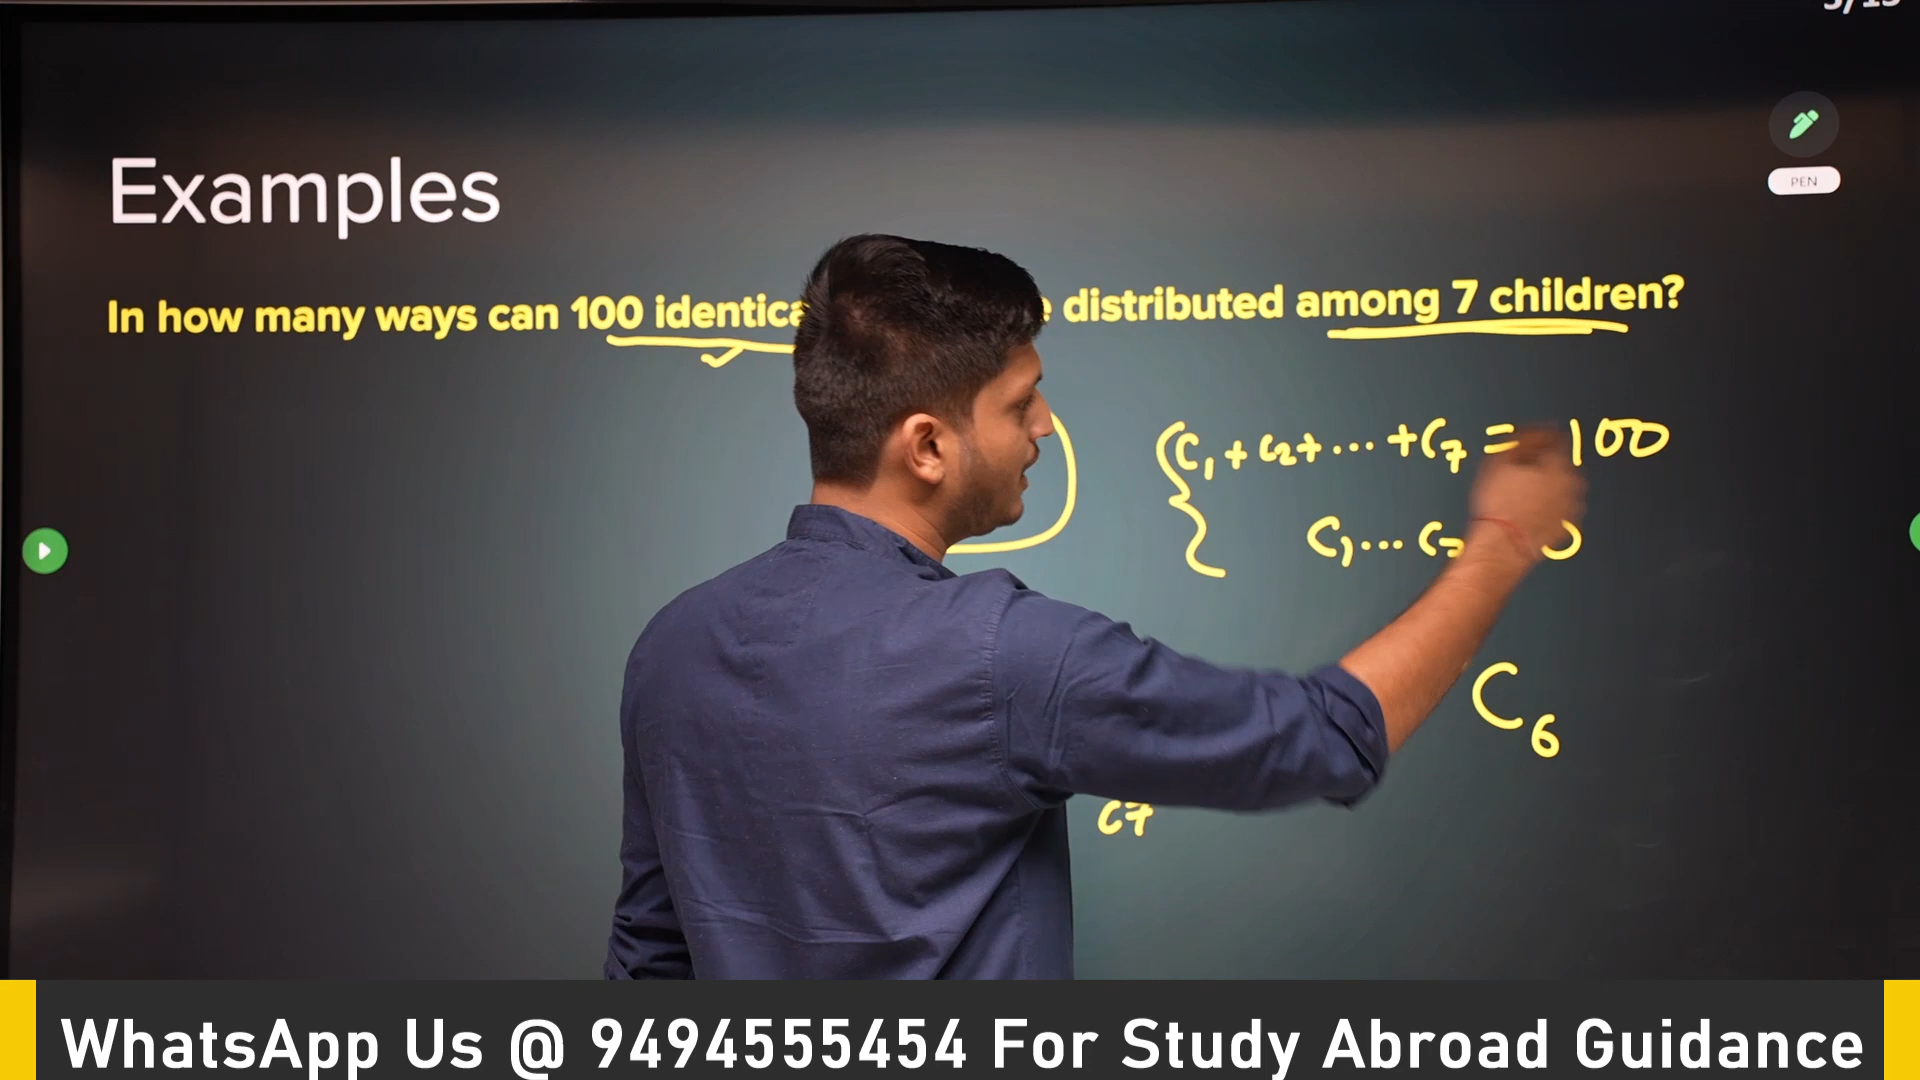 Examples
PEN
In how many ways can 100 distributed among 7 children?
C₁ + C₂ + ... + C₇ = 100
C₁ ... C₇
C₆
C7
WhatsApp Us @ 9494555454 For Study Abroad Guidance